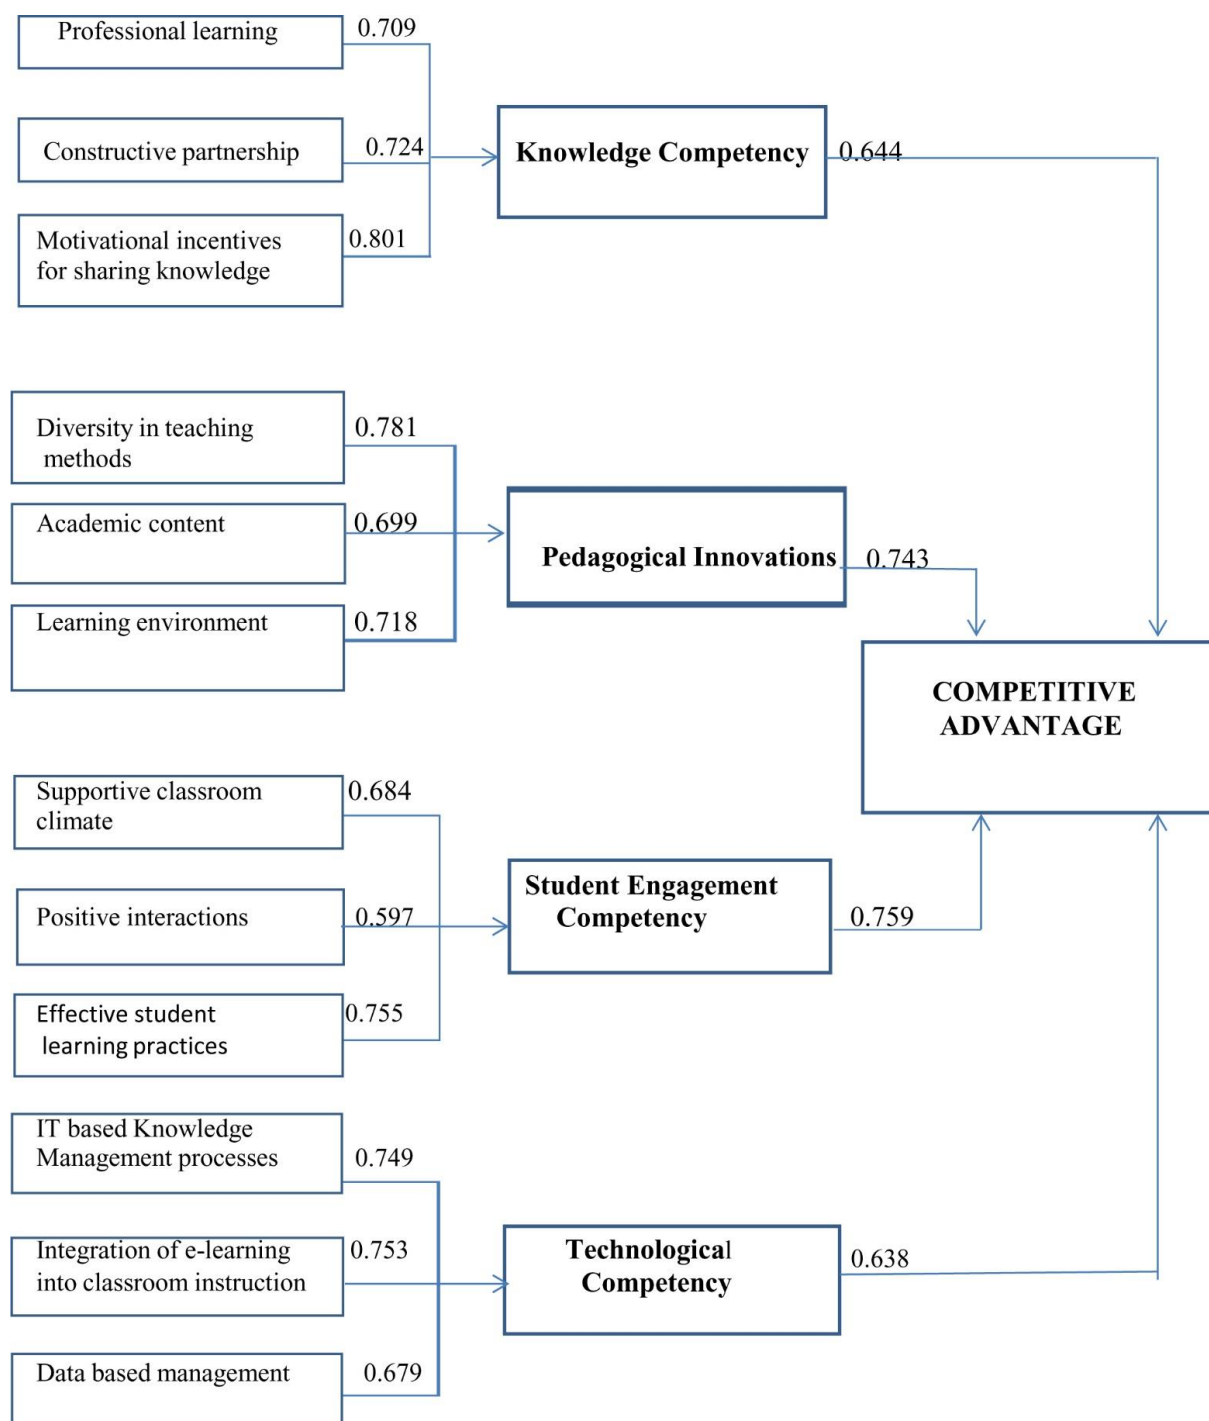 Professional learning
0.709
Constructive partnership
0.724
Motivational incentives
for sharing knowledge
0.801
Knowledge Competency
0.644
Diversity in teaching
methods
0.781
Academic content
0.699
Learning environment
0.718
Pedagogical Innovations
0.743
COMPETITIVE
ADVANTAGE
Supportive classroom
climate
0.684
Positive interactions
0.597
Effective student
learning practices
0.755
Student Engagement
Competency
0.759
IT based Knowledge
Management processes
0.749
Integration of e-learning
into classroom instruction
0.753
Data based management
0.679
Technological
Competency
0.638